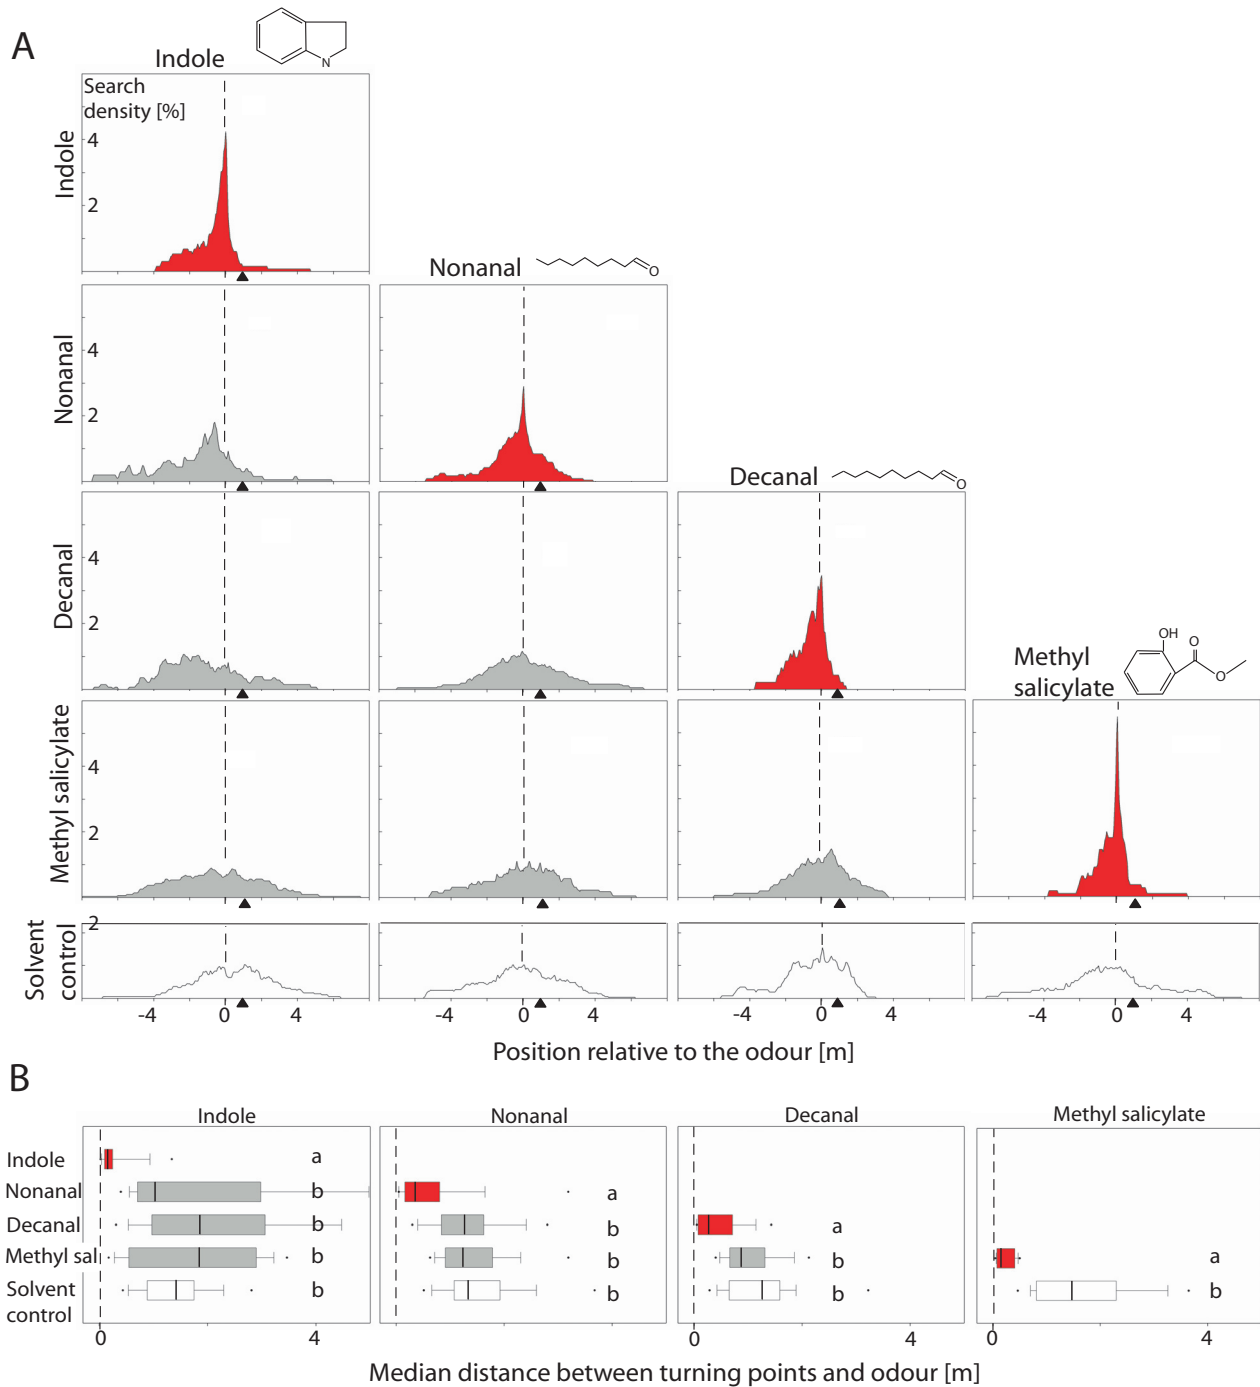 A
Indole
N
Search
density [%]
Indole
4
2
Nonanal
O
Nonanal
4
2
Decanal
O
Decanal
4
2
Methyl
salicylate
OH
O
O
Methyl salicylate
4
2
Solvent
control
2
-4 0 4 -4 0 4 -4 0 4 -4 0 4
Position relative to the odour [m]
B
Indole Nonanal Decanal Methyl salicylate
Indole a
Nonanal b a
Decanal b b a
Methyl sal b b b a
Solvent
control b b b b
0 4 0 4 0 4
Median distance between turning points and odour [m]